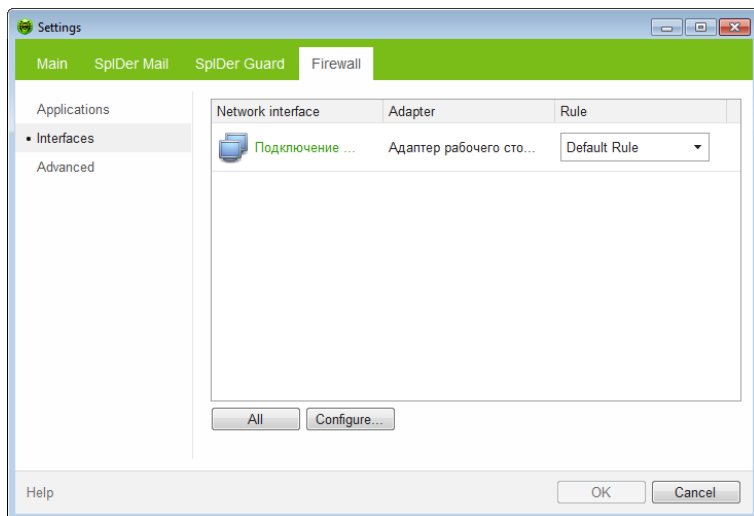 Settings
Main SpIDer Mail SpIDer Guard Firewall
Applications
• Interfaces
Advanced
Network interface Adapter Rule
Подключение ... Адаптер рабочего сто... Default Rule
All Configure...
Help OK Cancel